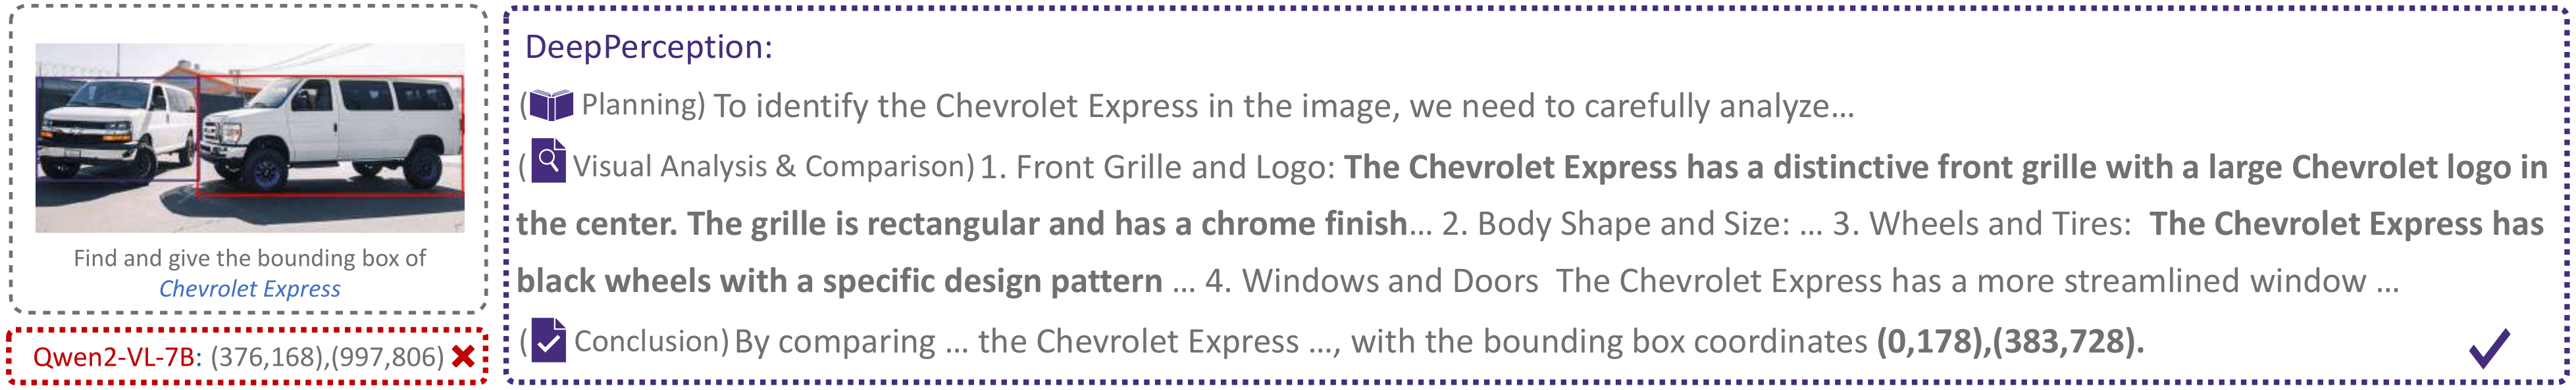 Find and give the bounding box of
Chevrolet Express
Qwen2-VL-7B: (376,168),(997,806)
DeepPerception:
( Planning) To identify the Chevrolet Express in the image, we need to carefully analyze...
( Visual Analysis & Comparison) 1. Front Grille and Logo: The Chevrolet Express has a distinctive front grille with a large Chevrolet logo in
the center. The grille is rectangular and has a chrome finish... 2. Body Shape and Size: ... 3. Wheels and Tires: The Chevrolet Express has
black wheels with a specific design pattern ... 4. Windows and Doors The Chevrolet Express has a more streamlined window ...
( Conclusion) By comparing ... the Chevrolet Express ..., with the bounding box coordinates (0,178),(383,728).